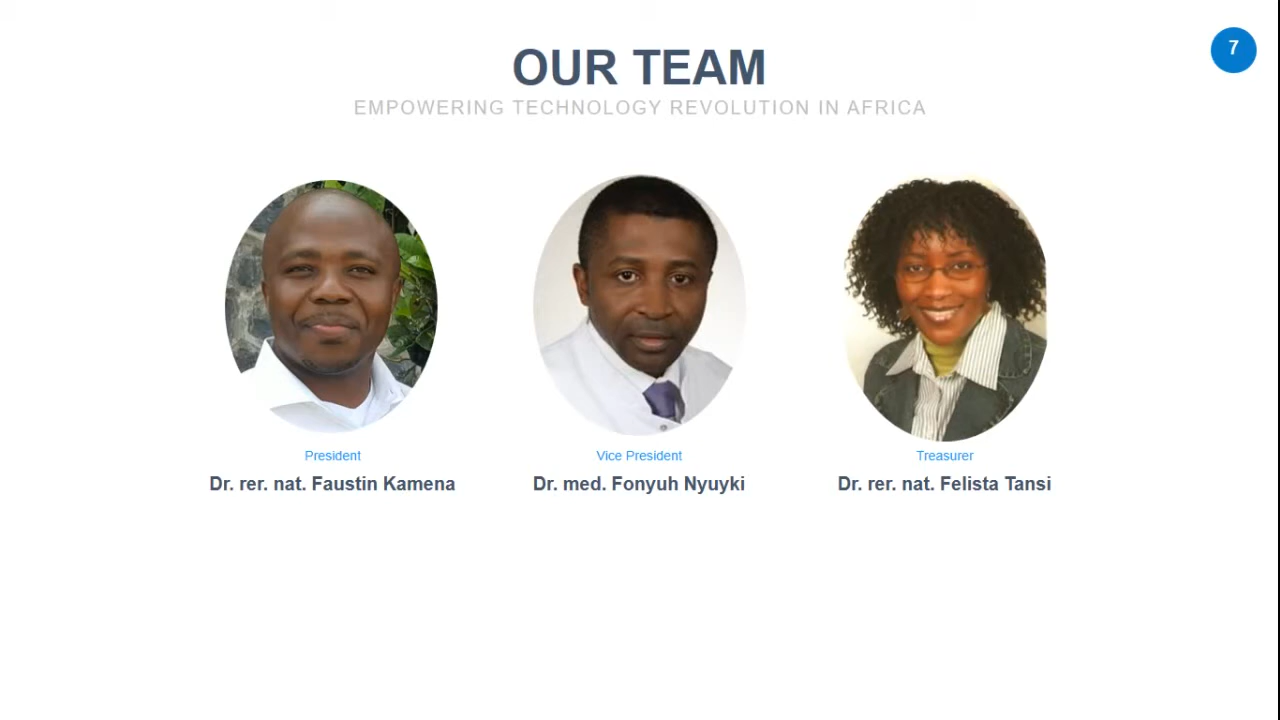 7
OUR TEAM
EMPOWERING TECHNOLOGY REVOLUTION IN AFRICA
President
Dr. rer. nat. Faustin Kamena
Vice President
Dr. med. Fonyuh Nyuyki
Treasurer
Dr. rer. nat. Felista Tansi